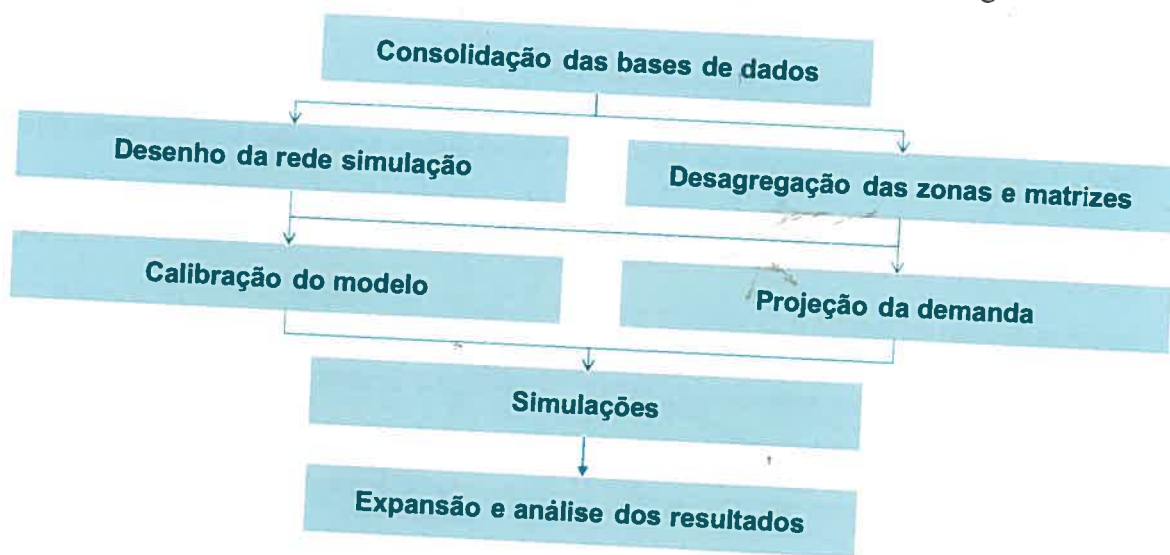 Consolidação das bases de dados
Desenho da rede simulação
Desagregação das zonas e matrizes
Calibração do modelo
Projeção da demanda
Simulações
Expansão e análise dos resultados